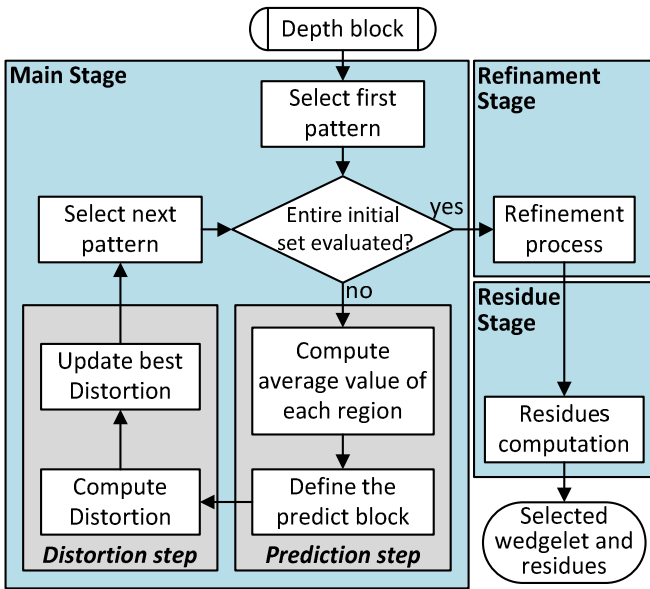 Depth block
Main Stage
Select first
pattern
Refinament
Stage
Select next
pattern
Entire initial
set evaluated?
yes
no
Refinement
process
Residue
Stage
Compute
average value of
each region
Update best
Distortion
Residues
computation
Compute
Distortion
Define the
predict block
Distortion step
Prediction step
Selected
wedgelet and
residues